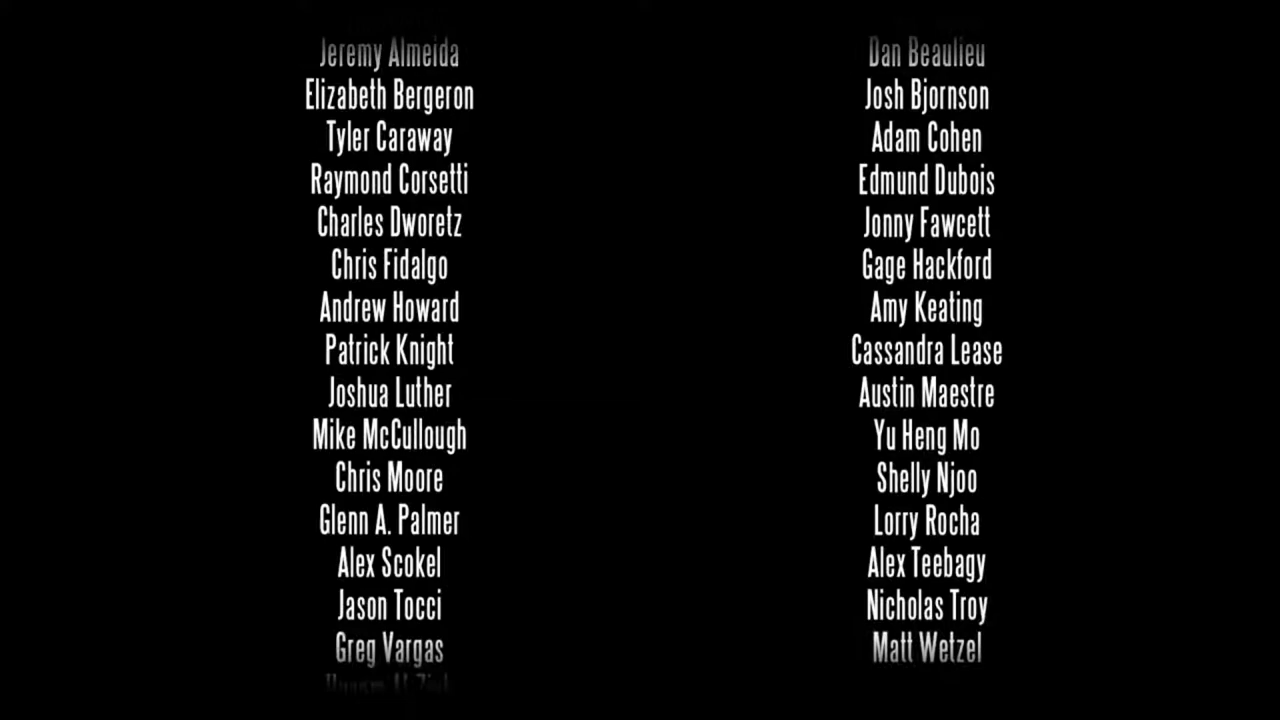 Jeremy Almeida
Dan Beaulieu
Elizabeth Bergeron
Josh Bjornson
Tyler Caraway
Adam Cohen
Raymond Corsetti
Edmund Dubois
Charles Dworetz
Jonny Fawcett
Chris Fidalgo
Gage Hackford
Andrew Howard
Amy Keating
Patrick Knight
Cassandra Lease
Joshua Luther
Austin Maestre
Mike McCullough
Yu Heng Mo
Chris Moore
Shelly Njoo
Glenn A. Palmer
Lorry Rocha
Alex Scokel
Alex Teebagy
Jason Tocci
Nicholas Troy
Greg Vargas
Matt Wetzel